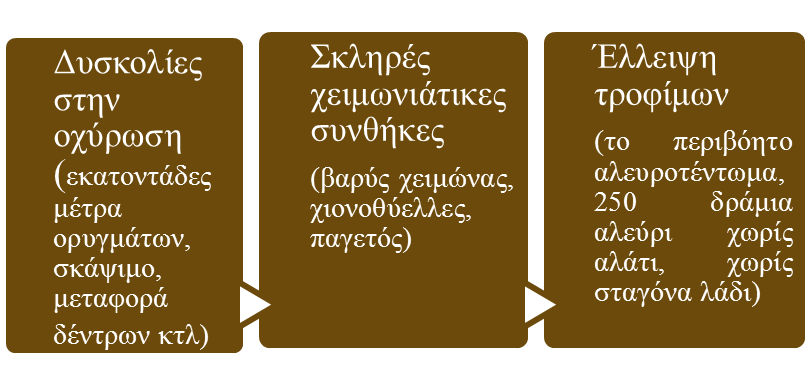 Δυσκολίες
στην
οχύρωση
(εκατοντάδες
μέτρα
ορυγμάτων,
σκάψιμο,
μεταφορά
δέντρων κτλ)
Σκληρές
χειμωνιάτικες
συνθήκες
(βαρύς χειμώνας,
χιονοθύελλες,
παγετός)
Έλλειψη
τροφίμων
(το περιβόητο
αλευροτέντωμα,
250 δράμια
αλεύρι χωρίς
αλάτι, χωρίς
σταγόνα λάδι)